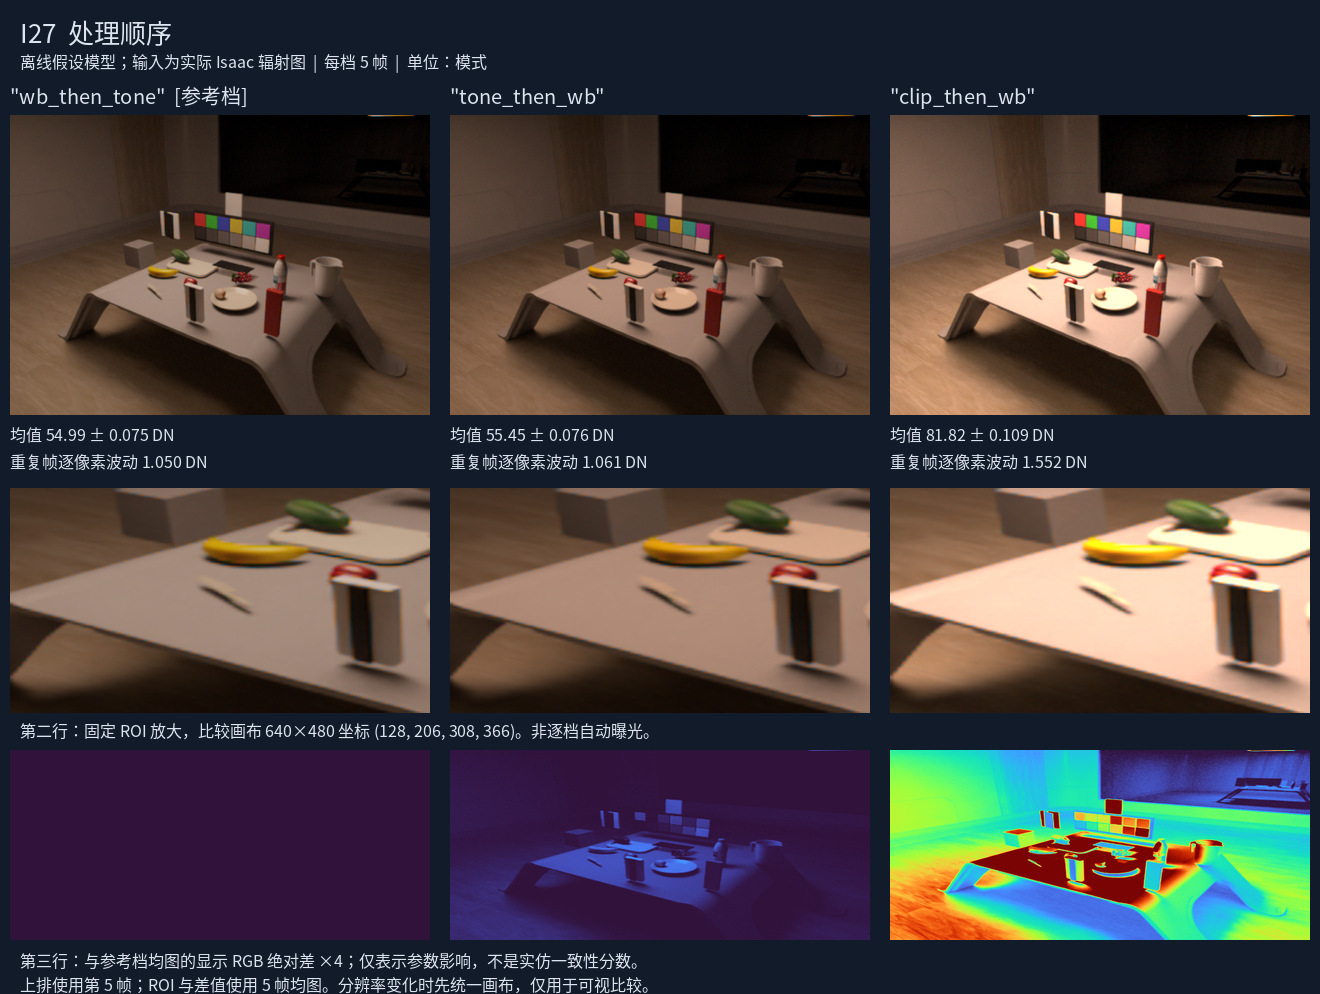 I27 处理顺序
离线假设模型；输入为实际 Isaac 辐射图 | 每档 5 帧 | 单位：模式
"wb_then_tone" [参考档]
"tone_then_wb"
"clip_then_wb"
均值 54.99 ± 0.075 DN
重复帧逐像素波动 1.050 DN
均值 55.45 ± 0.076 DN
重复帧逐像素波动 1.061 DN
均值 81.82 ± 0.109 DN
重复帧逐像素波动 1.552 DN
第二行：固定 ROI 放大，比较画布 640×480 坐标 (128, 206, 308, 366)。非逐档自动曝光。
第三行：与参考档均图的显示 RGB 绝对差 ×4；仅表示参数影响，不是实仿一致性分数。
上排使用第 5 帧；ROI 与差值使用 5 帧均图。分辨率变化时先统一画布，仅用于可视比较。